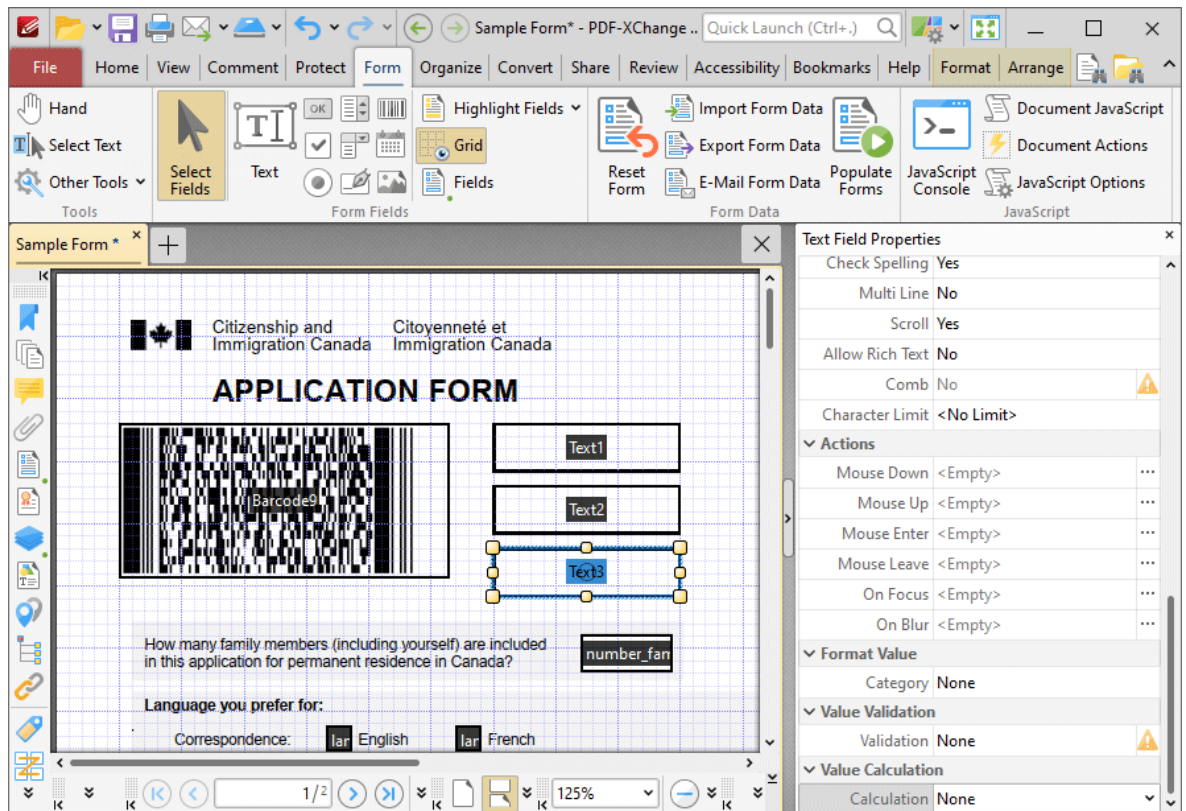 Sample Form* - PDF-XChange ..
Quick Launch (Ctrl+.)
File Home View Comment Protect Form Organize Convert Share Review Accessibility Bookmarks Help Format Arrange
Hand
Select Text
Other Tools
Tools
Select Fields
Text
OK
Highlight Fields
Grid
Fields
Form Fields
Reset Form
Import Form Data
Export Form Data
E-Mail Form Data
Populate Forms
Form Data
JavaScript Console
Document JavaScript
Document Actions
JavaScript Options
JavaScript
Sample Form *
Citizenship and Immigration Canada
Citoyenneté et Immigration Canada
APPLICATION FORM
Barcode9
Text1
Text2
Text3
How many family members (including yourself) are included
in this application for permanent residence in Canada?
number_fam
Language you prefer for:
Correspondence: lar English lar French
1/2
125%
Text Field Properties
Check Spelling Yes
Multi Line No
Scroll Yes
Allow Rich Text No
Comb No
Character Limit <No Limit>
Actions
Mouse Down <Empty>
Mouse Up <Empty>
Mouse Enter <Empty>
Mouse Leave <Empty>
On Focus <Empty>
On Blur <Empty>
Format Value
Category None
Value Validation
Validation None
Value Calculation
Calculation None